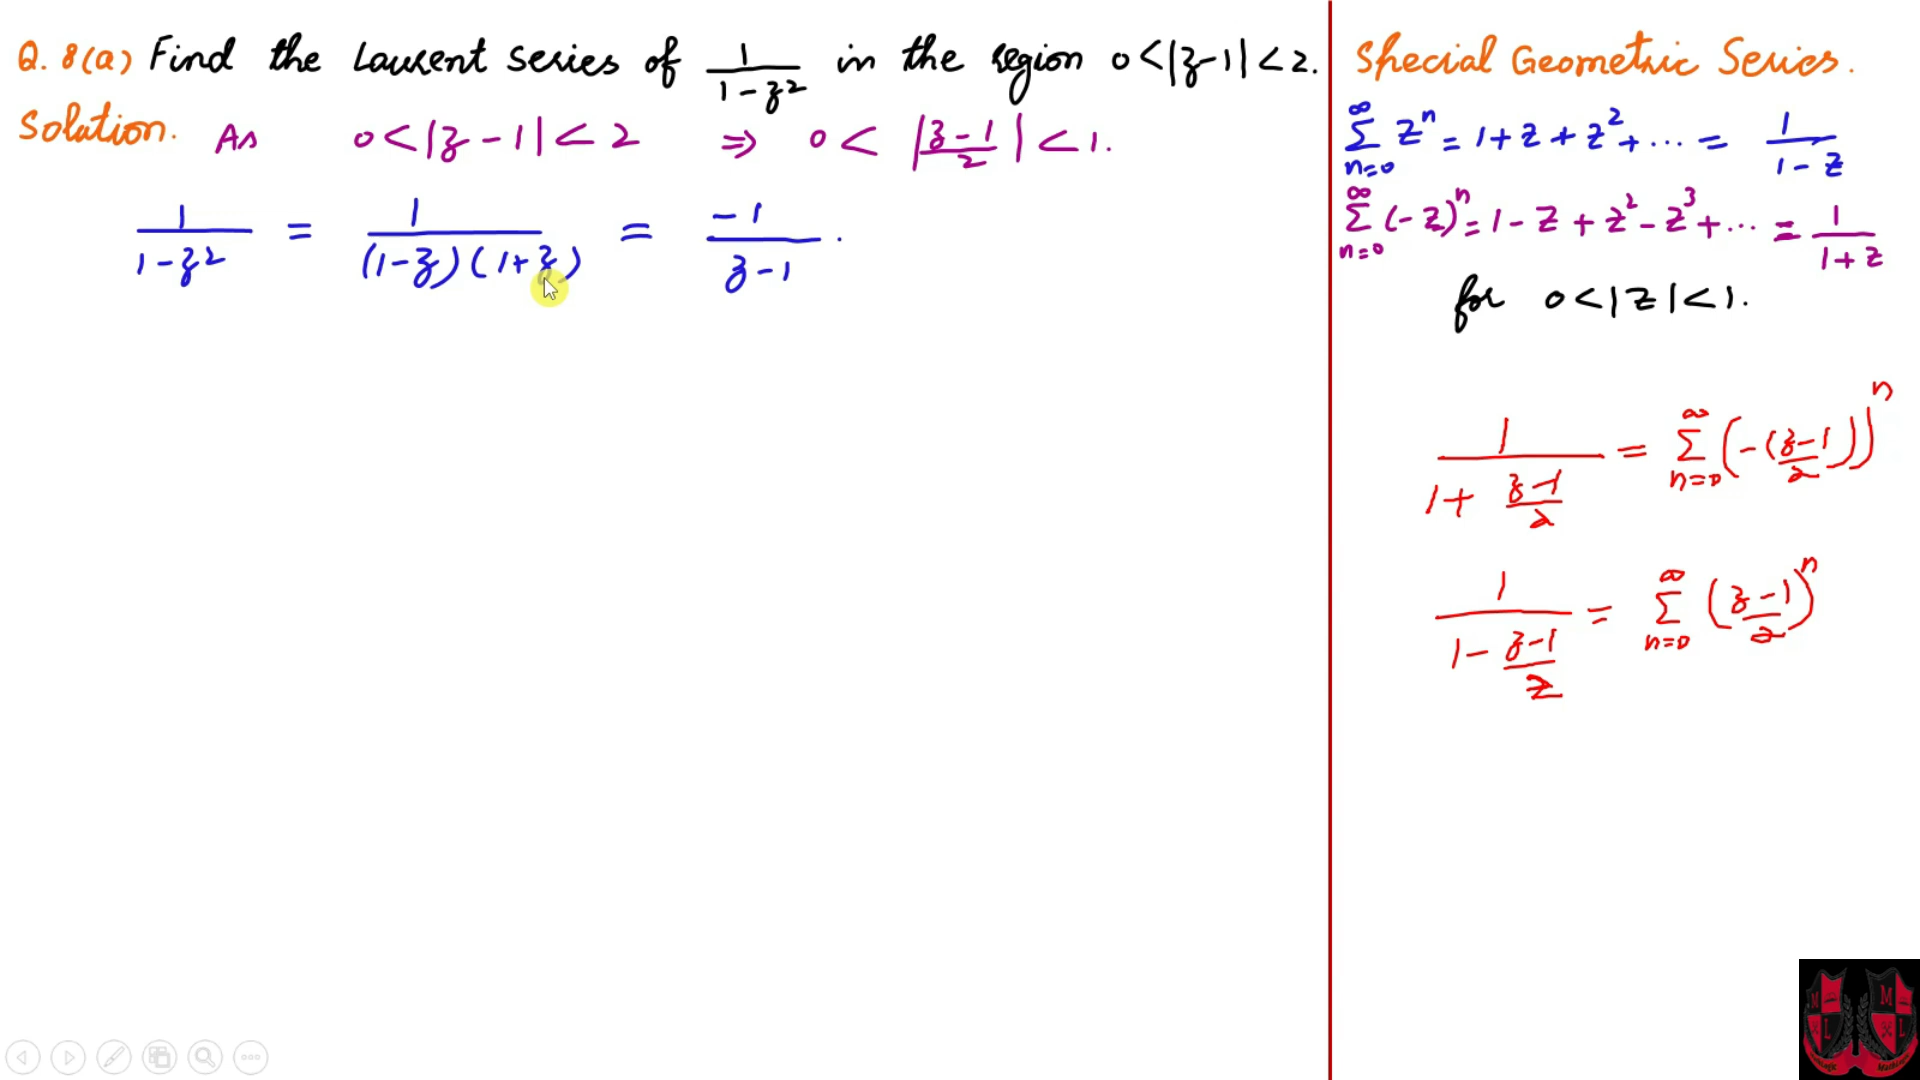 Q. 8(a) Find the Laurent series of 1/(1-z²) in the region 0<|z-1|<2.
Solution. As 0<|z-1|<2 ⇒ 0<|(z-1)/2|<1.
1/(1-z²) = 1/((1-z)(1+z)) = -1/(z-1) ·
Special Geometric Series.
∑_{n=0}^{∞} z^n = 1+z+z²+... = 1/(1-z)
∑_{n=0}^{∞} (-z)^n = 1-z+z²-z³+... = 1/(1+z)
for 0<|z|<1.
1/(1+(z-1)/2) = ∑_{n=0}^{∞} (-((z-1)/2))^n
1/(1-(z-1)/2) = ∑_{n=0}^{∞} ((z-1)/2)^n
M
L
M
L